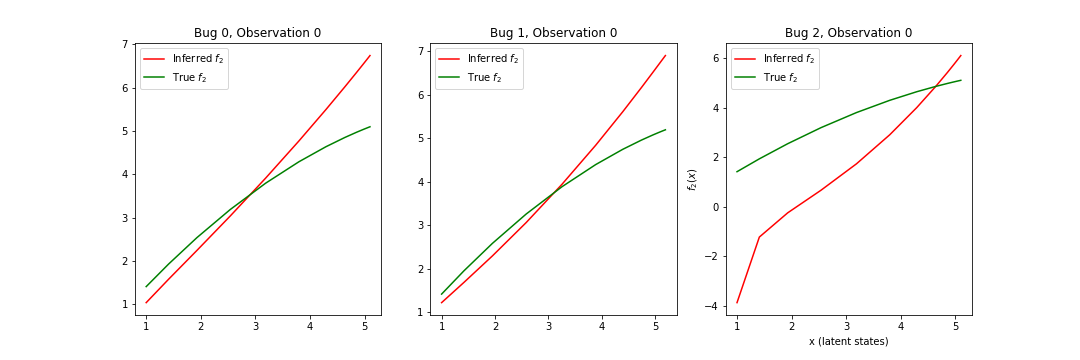 Bug 0, Observation 0
Inferred f₂
True f₂
7
6
5
4
3
2
1
1 2 3 4 5
Bug 1, Observation 0
Inferred f₂
True f₂
7
6
5
4
3
2
1
1 2 3 4 5
Bug 2, Observation 0
Inferred f₂
True f₂
f₂(x)
6
4
2
0
−2
−4
1 2 3 4 5
x (latent states)